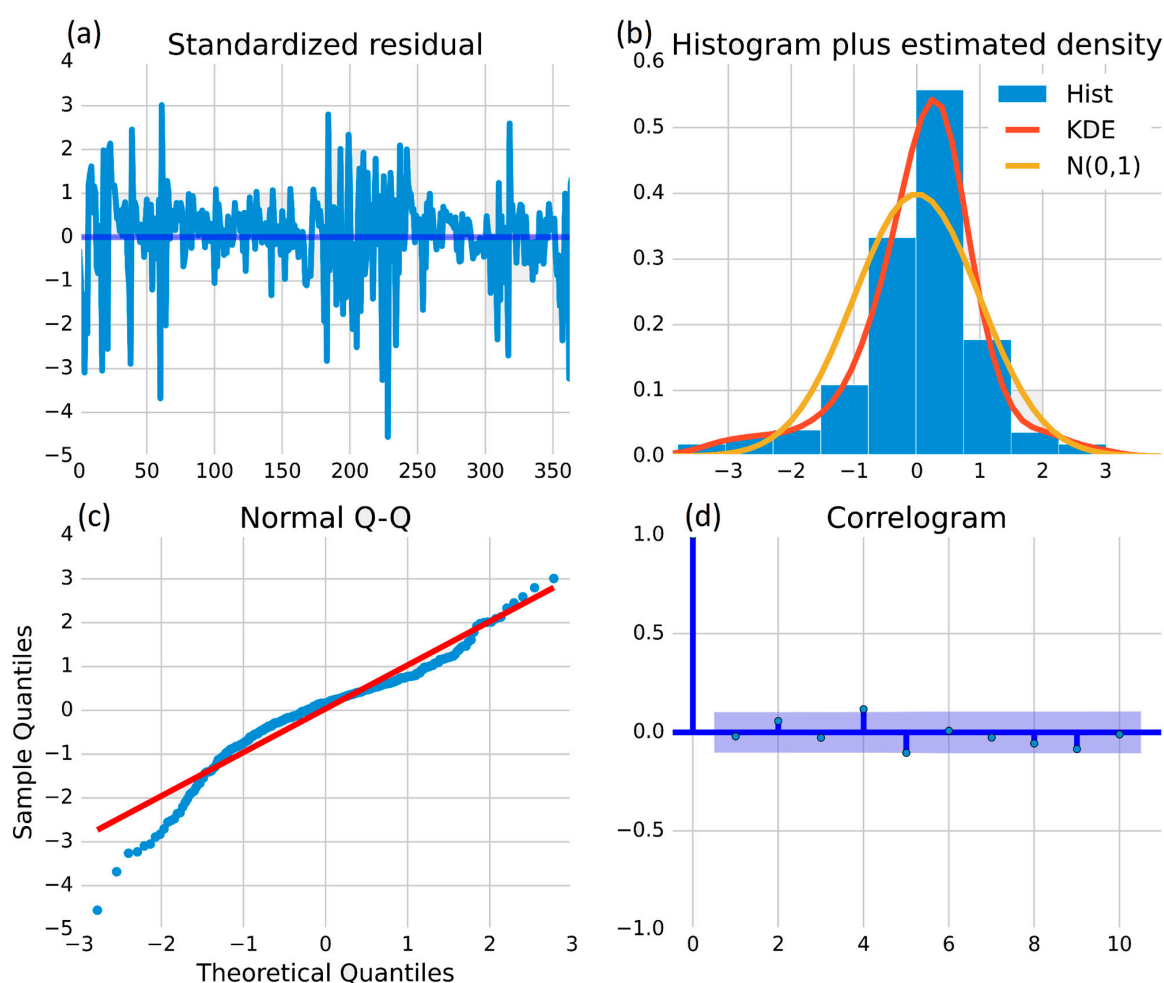 (a)
Standardized residual
4
3
2
1
0
−1
−2
−3
−4
−5
0 50 100 150 200 250 300 350
(b)
Histogram plus estimated density
0.6
0.5
0.4
0.3
0.2
0.1
0.0
Hist
KDE
N(0,1)
−3 −2 −1 0 1 2 3
(c)
Normal Q-Q
4
3
2
1
0
−1
−2
−3
−4
−5
Sample Quantiles
−3 −2 −1 0 1 2 3
Theoretical Quantiles
(d)
Correlogram
1.0
0.5
0.0
−0.5
−1.0
0 2 4 6 8 10